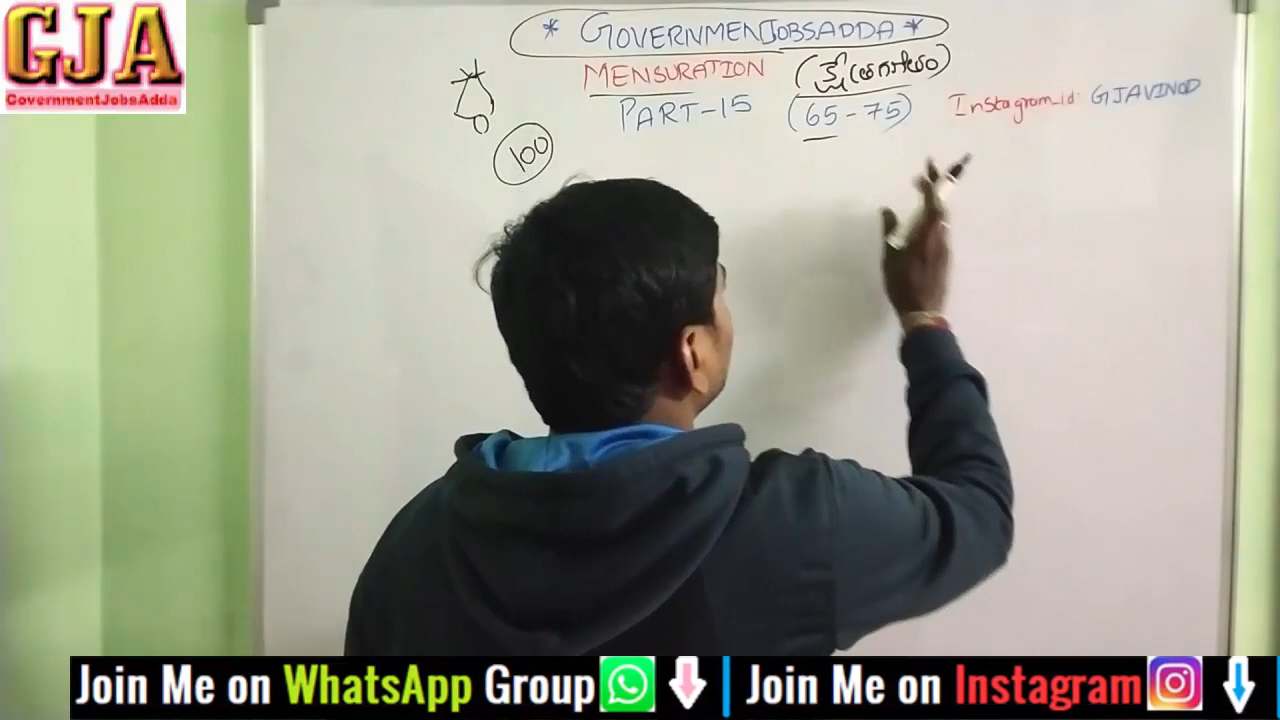 GJA
GovernmentJobsAdda
* GOVERNMENJOBSADDA *
MENSURATION
PART-15 (65-75)
Instagram_id: GJAVINOD
100
Join Me on WhatsApp Group
Join Me on Instagram